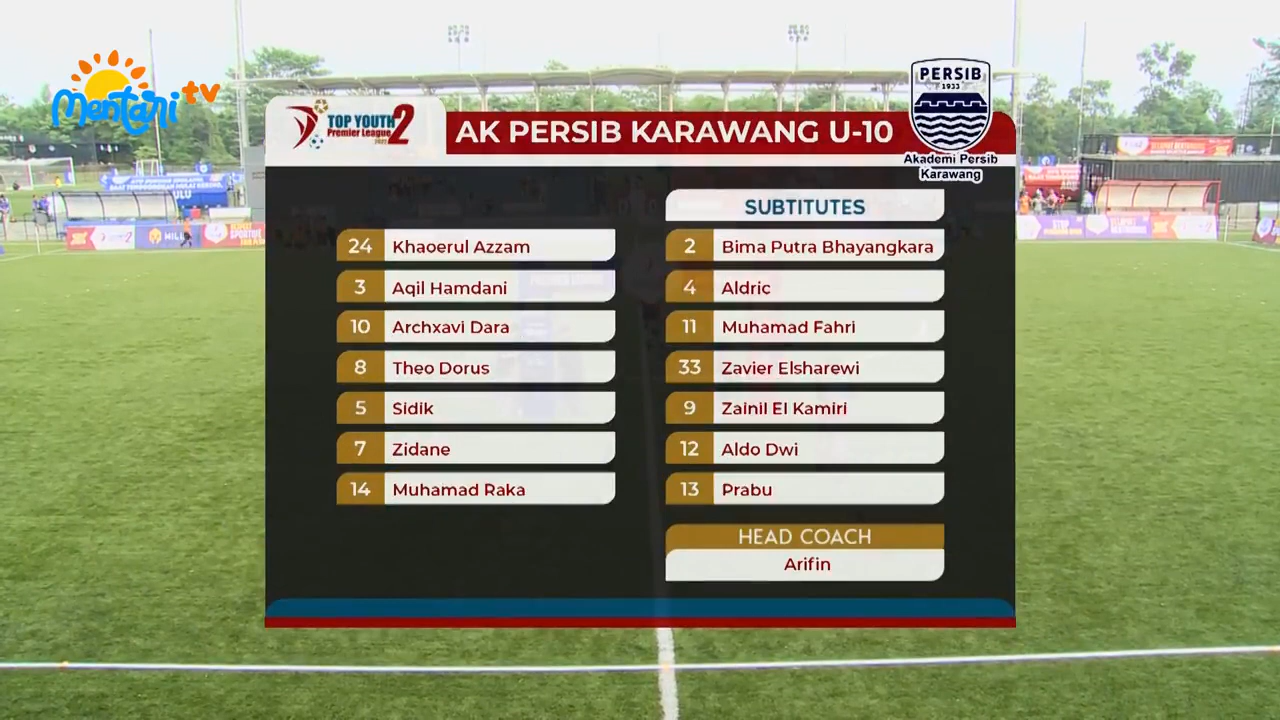 Mentari tv
TOP YOUTH 2
Premier League
AK PERSIB KARAWANG U-10
PERSIB
1933
Akademi Persib
Karawang
24 Khaoerul Azzam
3 Aqil Hamdani
10 Archxavi Dara
8 Theo Dorus
5 Sidik
7 Zidane
14 Muhamad Raka
SUBTITUTES
2 Bima Putra Bhayangkara
4 Aldric
11 Muhamad Fahri
33 Zavier Elsharewi
9 Zainil El Kamiri
12 Aldo Dwi
13 Prabu
HEAD COACH
Arifin